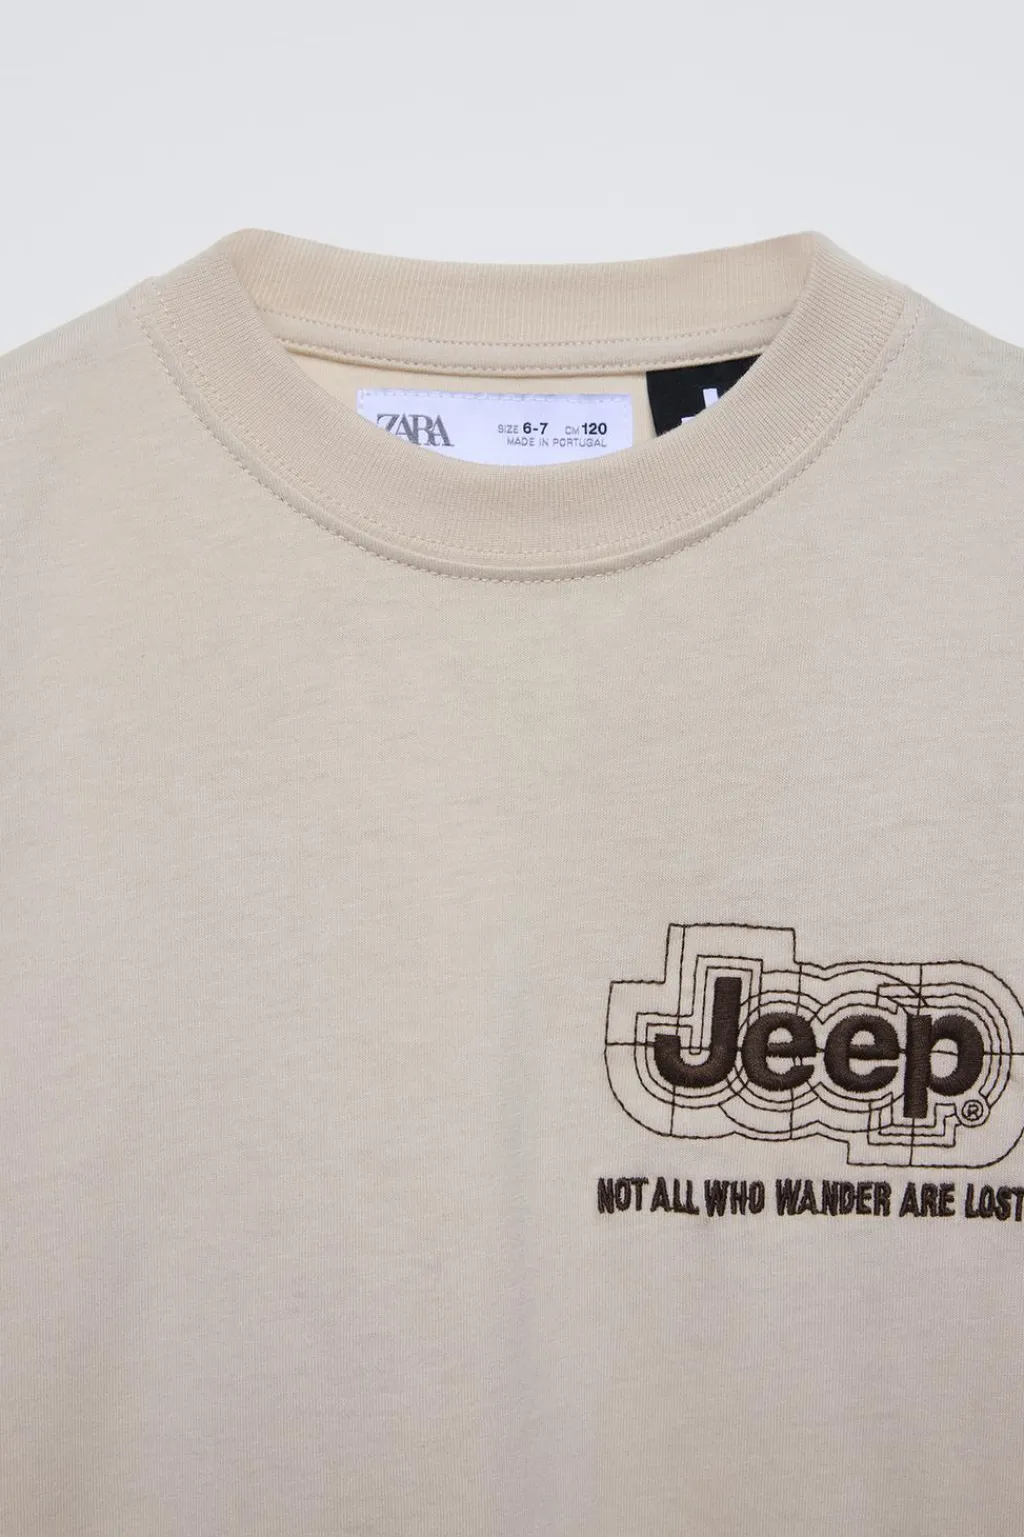 ZARA
SIZE 6-7 CM 120
MADE IN PORTUGAL
Jeep®
NOT ALL WHO WANDER ARE LOST